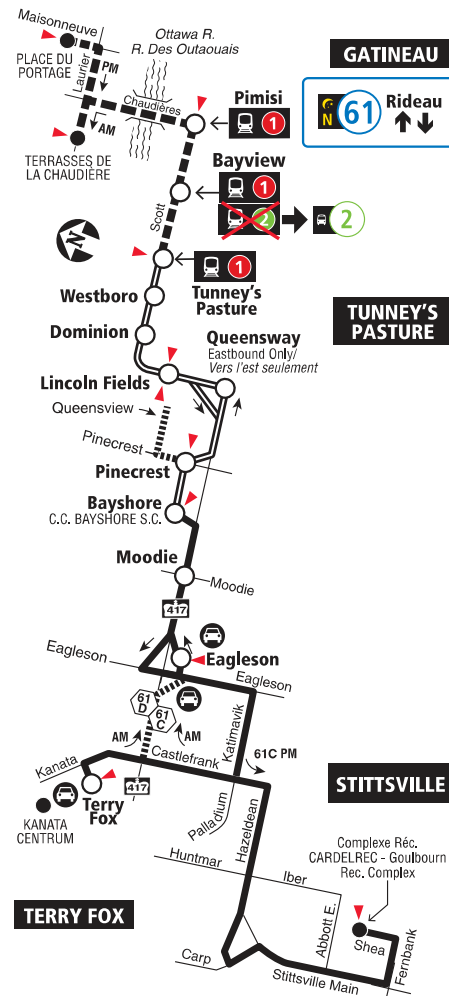 Maisonneuve
Ottawa R.
R. Des Outaouais
GATINEAU
PLACE DU
PORTAGE
Laurier
PM
AM
Chaudières
Pimisi
1
N
61
Rideau
TERRASSES DE
LA CHAUDIÈRE
Bayview
1
2
2
Scott
N
1
Tunney's
Pasture
Westboro
TUNNEY'S
PASTURE
Dominion
Queensway
Eastbound Only/
Vers l'est seulement
Lincoln Fields
Queensview
Pinecrest
Pinecrest
Bayshore
C.C. BAYSHORE S.C.
Moodie
Moodie
417
Eagleson
Eagleson
Eagleson
61
D
61
C
AM
AM
Katimavik
61C PM
Castlefrank
Kanata
417
Terry
Fox
KANATA
CENTRUM
Palladium
Hazeldean
STITTSVILLE
Huntmar
Iber
Complexe Réc.
CARDELREC - Goulbourn
Rec. Complex
Abbott E.
Shea
Fernbank
TERRY FOX
Carp
Stittsville Main